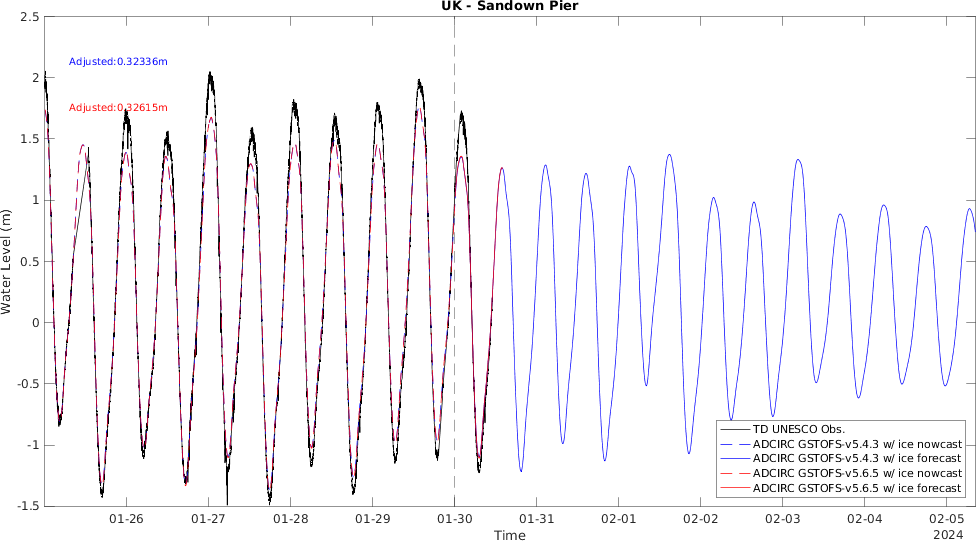 UK - Sandown Pier
2.5
2
1.5
1
0.5
0
-0.5
-1
-1.5
Water Level (m)
Adjusted:0.32336m
Adjusted:0.32615m
TD UNESCO Obs.
ADCIRC GSTOFS-v5.4.3 w/ ice nowcast
ADCIRC GSTOFS-v5.4.3 w/ ice forecast
ADCIRC GSTOFS-v5.6.5 w/ ice nowcast
ADCIRC GSTOFS-v5.6.5 w/ ice forecast
01-26 01-27 01-28 01-29 01-30 01-31 02-01 02-02 02-03 02-04 02-05
Time
2024